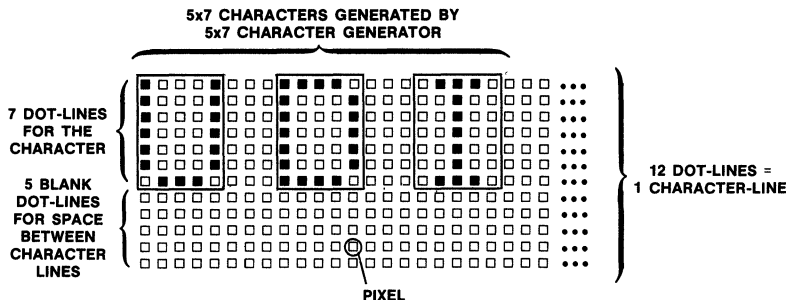 5x7 CHARACTERS GENERATED BY
5x7 CHARACTER GENERATOR
7 DOT-LINES
FOR THE
CHARACTER
5 BLANK
DOT-LINES
FOR SPACE
BETWEEN
CHARACTER
LINES
12 DOT-LINES =
1 CHARACTER-LINE
PIXEL